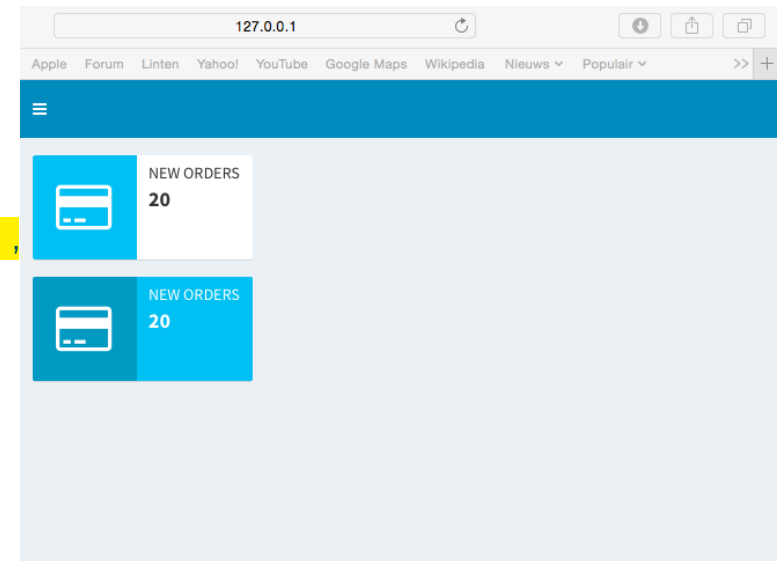 127.0.0.1
Apple Forum Linten Yahoo! YouTube Google Maps Wikipedia Nieuws Populair >> +
NEW ORDERS
20
,
NEW ORDERS
20